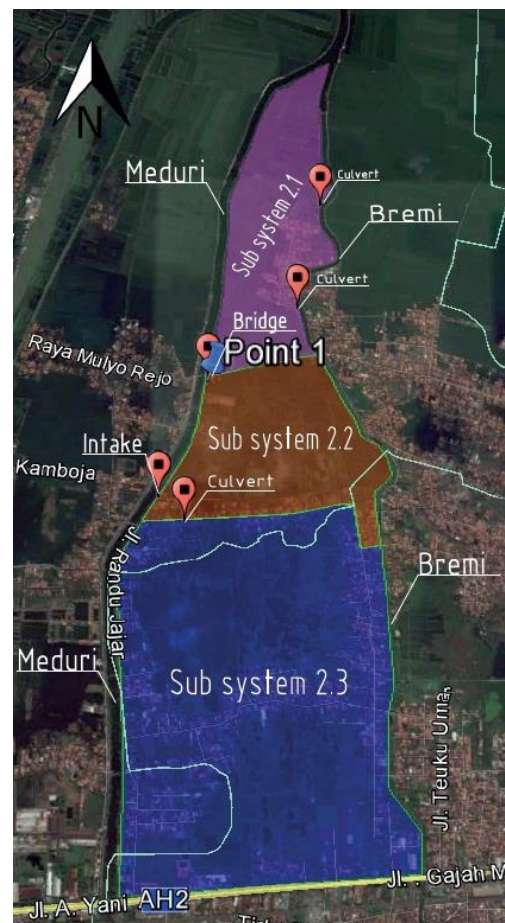 N
Meduri
Sub system 2.1
Culvert
Bremi
Culvert
Bridge
Point 1
Raya Mulyo Rejo
Sub system 2.2
Intake
Kamboja
Culvert
Jl. Randu Jajar
Bremi
Meduri
Sub system 2.3
Jl. Teuku Umar
Jl. A. Yani AH2
Jl. . Gajah M